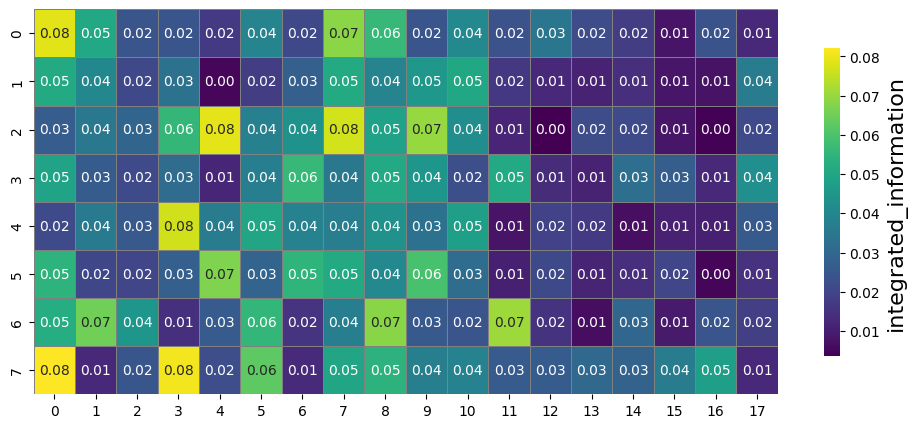 0 0.08 0.05 0.02 0.02 0.02 0.04 0.02 0.07 0.06 0.02 0.04 0.02 0.03 0.02 0.02 0.01 0.02 0.01
1 0.05 0.04 0.02 0.03 0.00 0.02 0.03 0.05 0.04 0.05 0.05 0.02 0.01 0.01 0.01 0.01 0.01 0.04
2 0.03 0.04 0.03 0.06 0.08 0.04 0.04 0.08 0.05 0.07 0.04 0.01 0.00 0.02 0.02 0.01 0.00 0.02
3 0.05 0.03 0.02 0.03 0.01 0.04 0.06 0.04 0.05 0.04 0.02 0.05 0.01 0.01 0.03 0.03 0.01 0.04
4 0.02 0.04 0.03 0.08 0.04 0.05 0.04 0.04 0.04 0.03 0.05 0.01 0.02 0.02 0.01 0.01 0.01 0.03
5 0.05 0.02 0.02 0.03 0.07 0.03 0.05 0.05 0.04 0.06 0.03 0.01 0.02 0.01 0.01 0.02 0.00 0.01
6 0.05 0.07 0.04 0.01 0.03 0.06 0.02 0.04 0.07 0.03 0.02 0.07 0.02 0.01 0.03 0.01 0.02 0.02
7 0.08 0.01 0.02 0.08 0.02 0.06 0.01 0.05 0.05 0.04 0.04 0.03 0.03 0.03 0.03 0.04 0.05 0.01
0 1 2 3 4 5 6 7 8 9 10 11 12 13 14 15 16 17
0.08
0.07
0.06
0.05
0.04
0.03
0.02
0.01
integrated_information